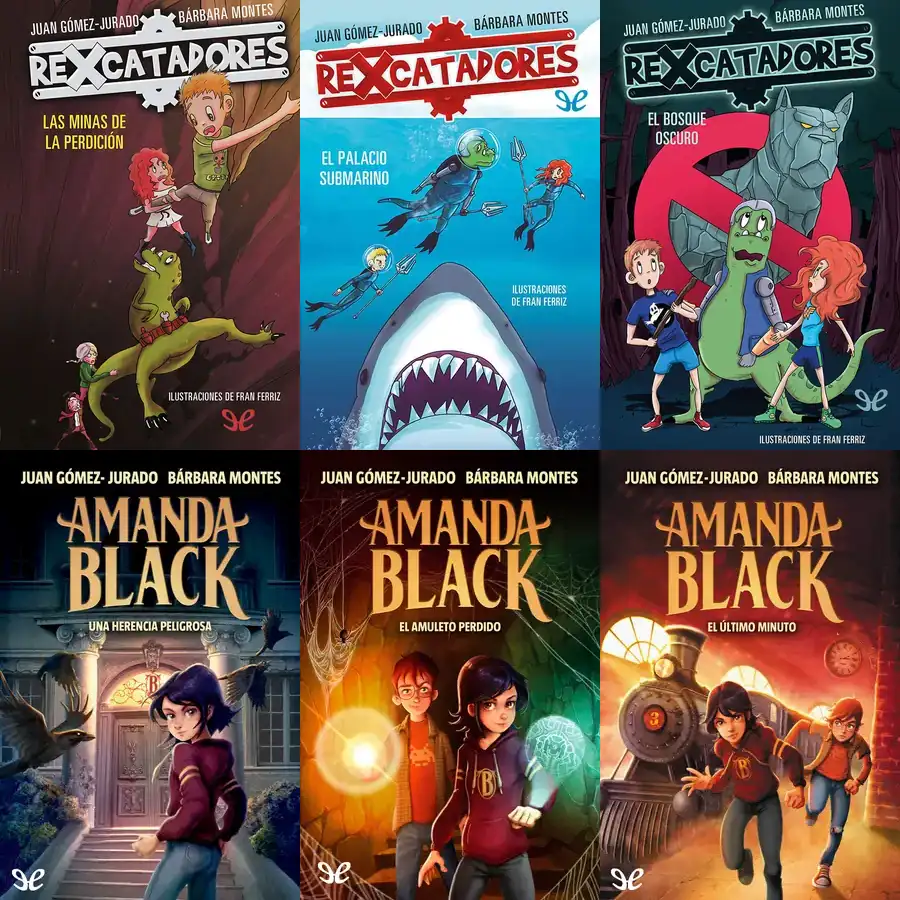 JUAN GÓMEZ-JURADO BÁRBARA MONTES
REXCATADORES
LAS MINAS DE
LA PERDICIÓN
ILUSTRACIONES DE FRAN FERRIZ
JUAN GÓMEZ-JURADO BÁRBARA MONTES
REXCATADORES
EL PALACIO
SUBMARINO
ILUSTRACIONES
DE FRAN FERRIZ
JUAN GÓMEZ-JURADO BÁRBARA MONTES
REXCATADORES
EL BOSQUE
OSCURO
ILUSTRACIONES DE FRAN FERRIZ
JUAN GÓMEZ-JURADO BÁRBARA MONTES
AMANDA
BLACK
UNA HERENCIA PELIGROSA
B
JUAN GÓMEZ-JURADO BÁRBARA MONTES
AMANDA
BLACK
EL AMULETO PERDIDO
B
JUAN GÓMEZ-JURADO BÁRBARA MONTES
AMANDA
BLACK
EL ÚLTIMO MINUTO
3
B